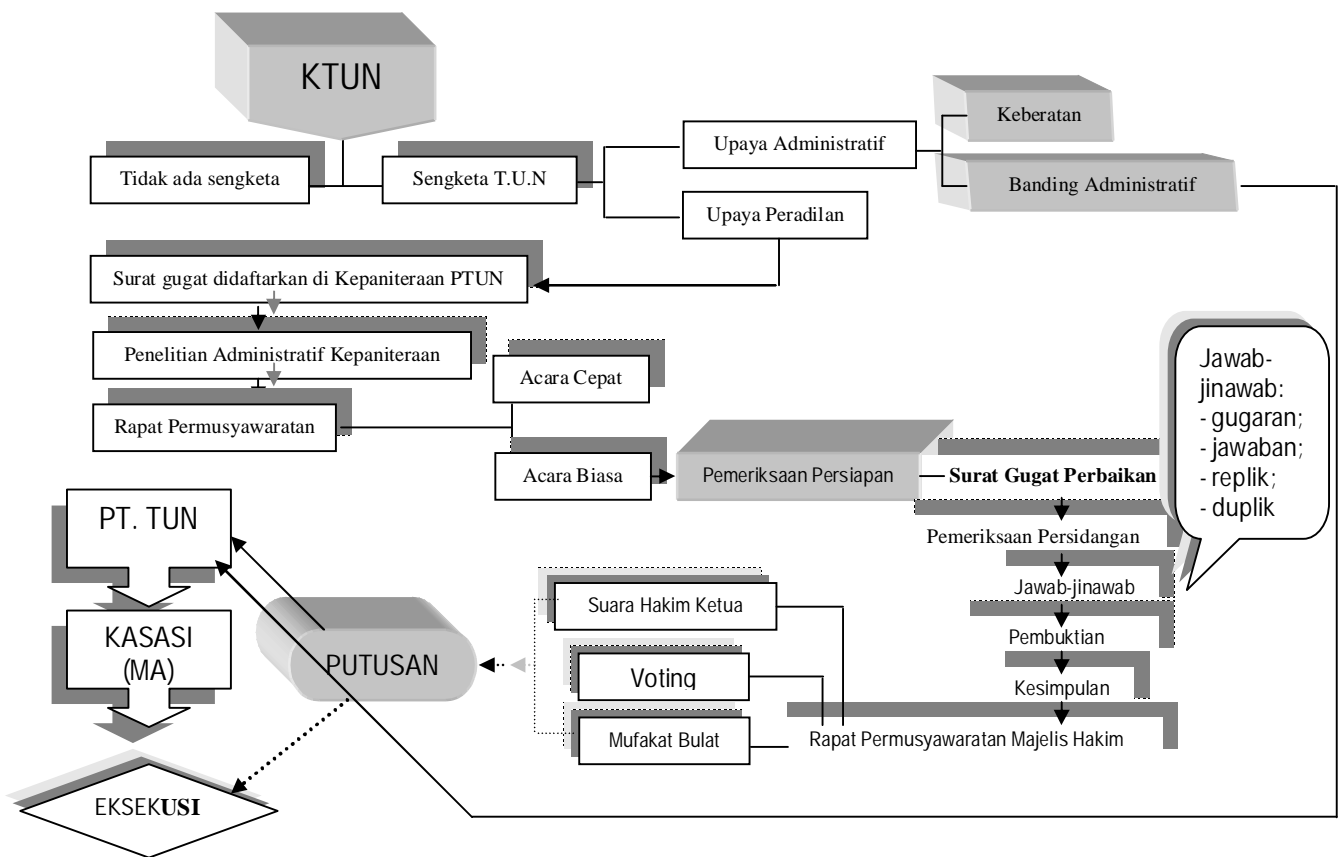 KTUN
Keberatan
Upaya Administratif
Tidak ada sengketa
Sengketa T.U.N
Banding Administratif
Upaya Peradilan
Surat gugat didaftarkan di Kepaniteraan PTUN
Penelitian Administratif Kepaniteraan
Acara Cepat
Rapat Permusyawaratan
Acara Biasa
Pemeriksaan Persiapan
Surat Gugat Perbaikan
Jawab-
jinawab:
- gugaran;
- jawaban;
- replik;
- duplik
Pemeriksaan Persidangan
Jawab-jinawab
Pembuktian
Kesimpulan
Rapat Permusyawaratan Majelis Hakim
Suara Hakim Ketua
Voting
Mufakat Bulat
PUTUSAN
PT. TUN
KASASI
(MA)
EKSEKUSI